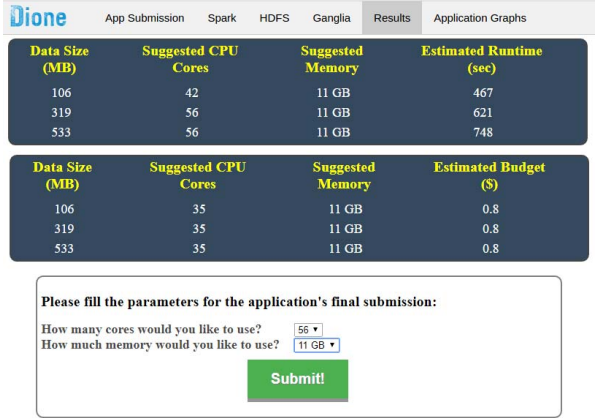 Dione App Submission Spark HDFS Ganglia Results Application Graphs
Data Size (MB) Suggested CPU Cores Suggested Memory Estimated Runtime (sec)
106 42 11 GB 467
319 56 11 GB 621
533 56 11 GB 748
Data Size (MB) Suggested CPU Cores Suggested Memory Estimated Budget ($)
106 35 11 GB 0.8
319 35 11 GB 0.8
533 35 11 GB 0.8
Please fill the parameters for the application's final submission:
How many cores would you like to use? 56
How much memory would you like to use? 11 GB
Submit!